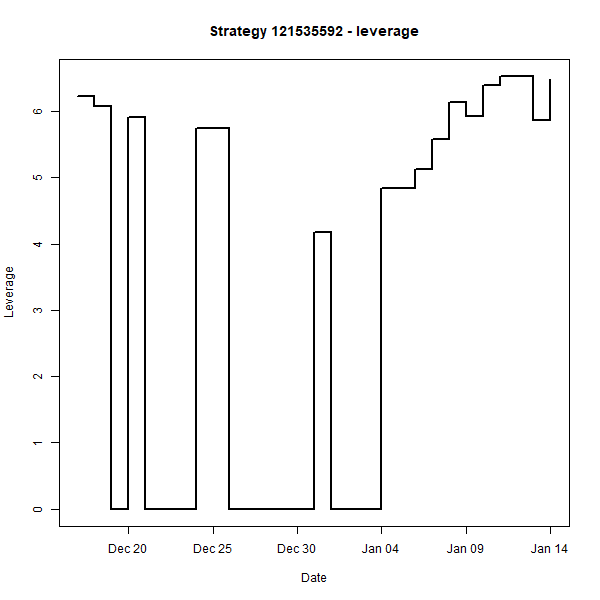 Strategy 121535592 - leverage
Leverage
6
5
4
3
2
1
0
Dec 20
Dec 25
Dec 30
Jan 04
Jan 09
Jan 14
Date